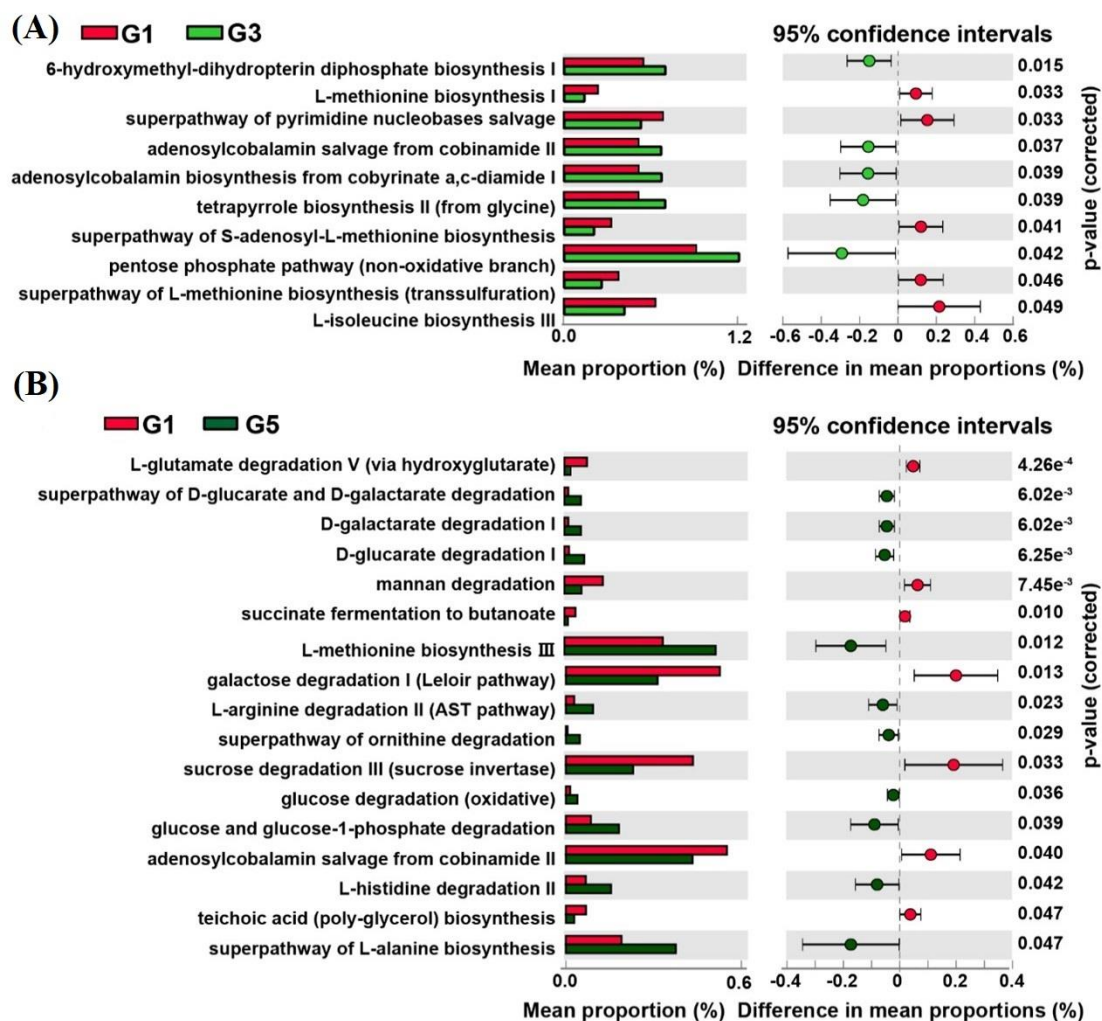 (A)
G1 G3
95% confidence intervals
6-hydroxymethyl-dihydropterin diphosphate biosynthesis I 0.015
L-methionine biosynthesis I 0.033
superpathway of pyrimidine nucleobases salvage 0.033
adenosylcobalamin salvage from cobinamide II 0.037
adenosylcobalamin biosynthesis from cobyrinate a,c-diamide I 0.039
tetrapyrrole biosynthesis II (from glycine) 0.039
superpathway of S-adenosyl-L-methionine biosynthesis 0.041
pentose phosphate pathway (non-oxidative branch) 0.042
superpathway of L-methionine biosynthesis (transsulfuration) 0.046
L-isoleucine biosynthesis III 0.049
p-value (corrected)
0.0 1.2 -0.6 -0.4 -0.2 0 0.2 0.4 0.6
Mean proportion (%) Difference in mean proportions (%)
(B)
G1 G5
95% confidence intervals
L-glutamate degradation V (via hydroxyglutarate) 4.26e-4
superpathway of D-glucarate and D-galactarate degradation 6.02e-3
D-galactarate degradation I 6.02e-3
D-glucarate degradation I 6.25e-3
mannan degradation 7.45e-3
succinate fermentation to butanoate 0.010
L-methionine biosynthesis Ⅲ 0.012
galactose degradation I (Leloir pathway) 0.013
L-arginine degradation II (AST pathway) 0.023
superpathway of ornithine degradation 0.029
sucrose degradation III (sucrose invertase) 0.033
glucose degradation (oxidative) 0.036
glucose and glucose-1-phosphate degradation 0.039
adenosylcobalamin salvage from cobinamide II 0.040
L-histidine degradation II 0.042
teichoic acid (poly-glycerol) biosynthesis 0.047
superpathway of L-alanine biosynthesis 0.047
p-value (corrected)
0.0 0.6 -0.4 -0.2 0 0.2 0.4
Mean proportion (%) Difference in mean proportions (%)